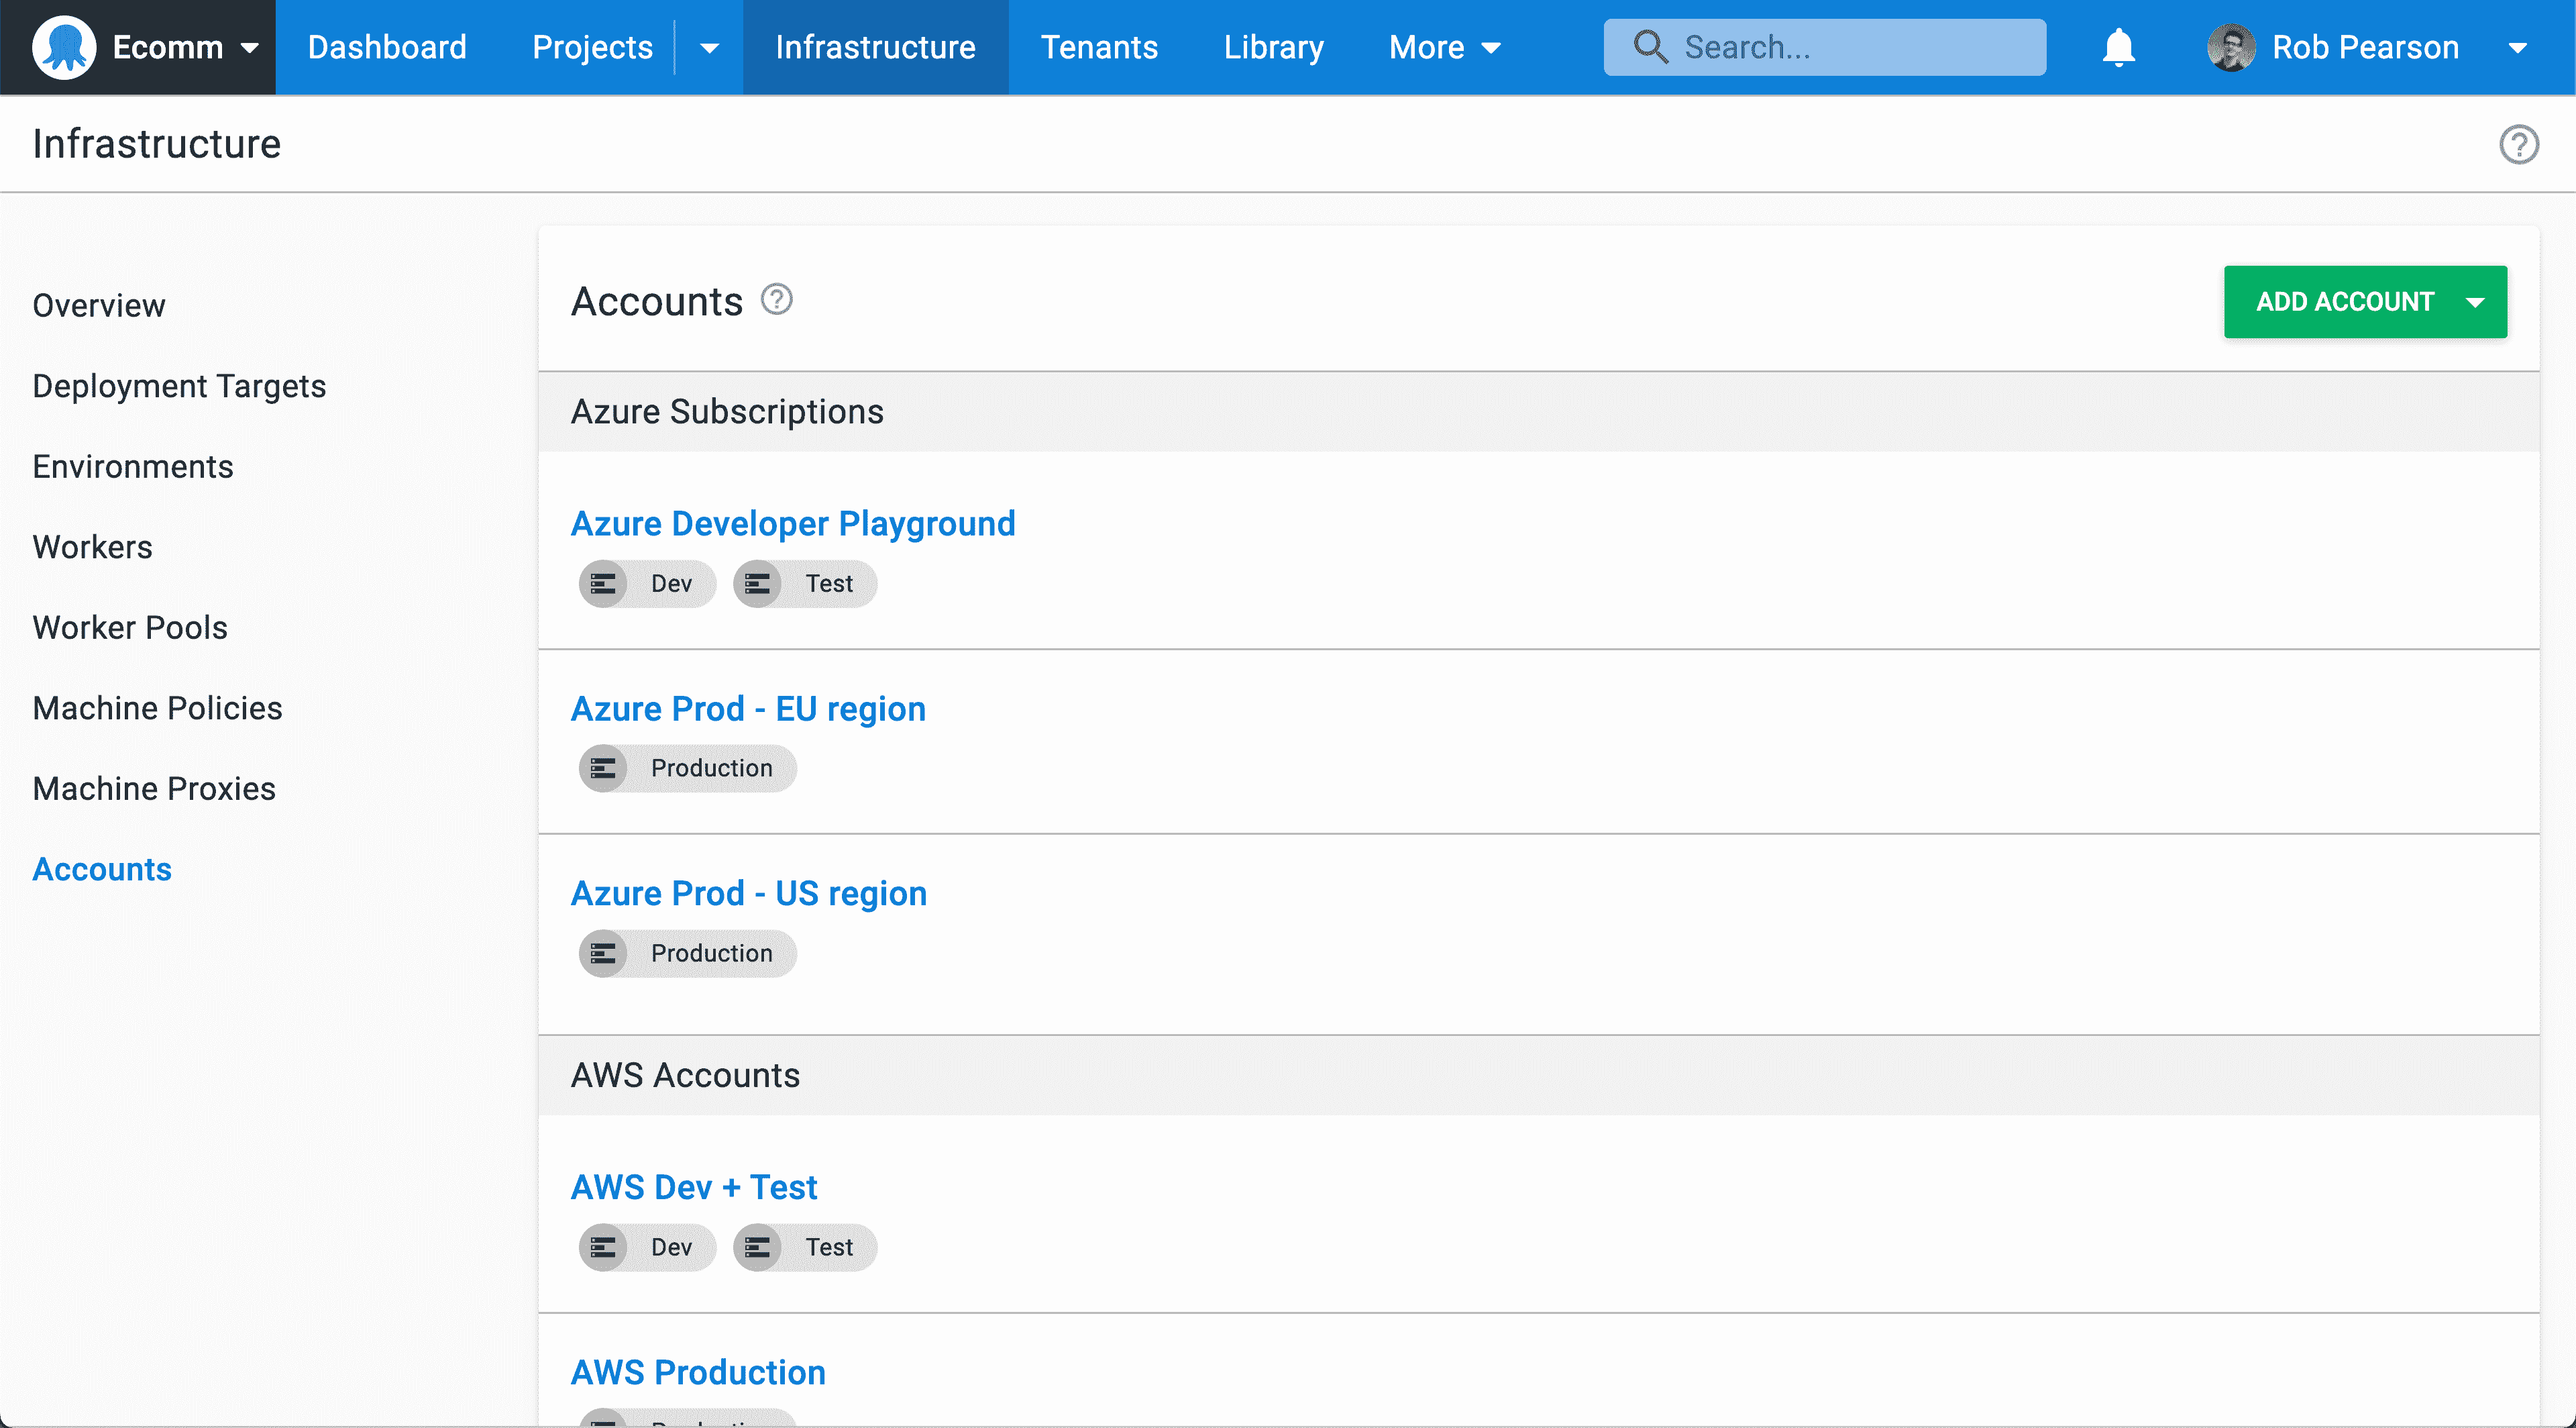 Ecomm Dashboard Projects Infrastructure Tenants Library More Search... Rob Pearson
Infrastructure
Overview
Deployment Targets
Environments
Workers
Worker Pools
Machine Policies
Machine Proxies
Accounts
Accounts ADD ACCOUNT
Azure Subscriptions
Azure Developer Playground
Dev Test
Azure Prod - EU region
Production
Azure Prod - US region
Production
AWS Accounts
AWS Dev + Test
Dev Test
AWS Production